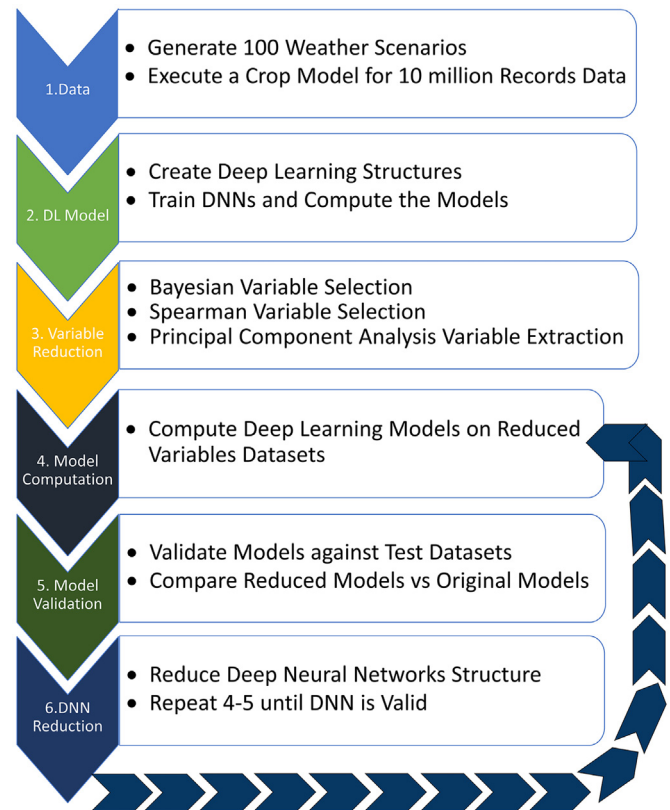 1.Data
• Generate 100 Weather Scenarios
• Execute a Crop Model for 10 million Records Data
2. DL Model
• Create Deep Learning Structures
• Train DNNs and Compute the Models
3. Variable
Reduction
• Bayesian Variable Selection
• Spearman Variable Selection
• Principal Component Analysis Variable Extraction
4. Model
Computation
• Compute Deep Learning Models on Reduced
Variables Datasets
5. Model
Validation
• Validate Models against Test Datasets
• Compare Reduced Models vs Original Models
6.DNN
Reduction
• Reduce Deep Neural Networks Structure
• Repeat 4-5 until DNN is Valid